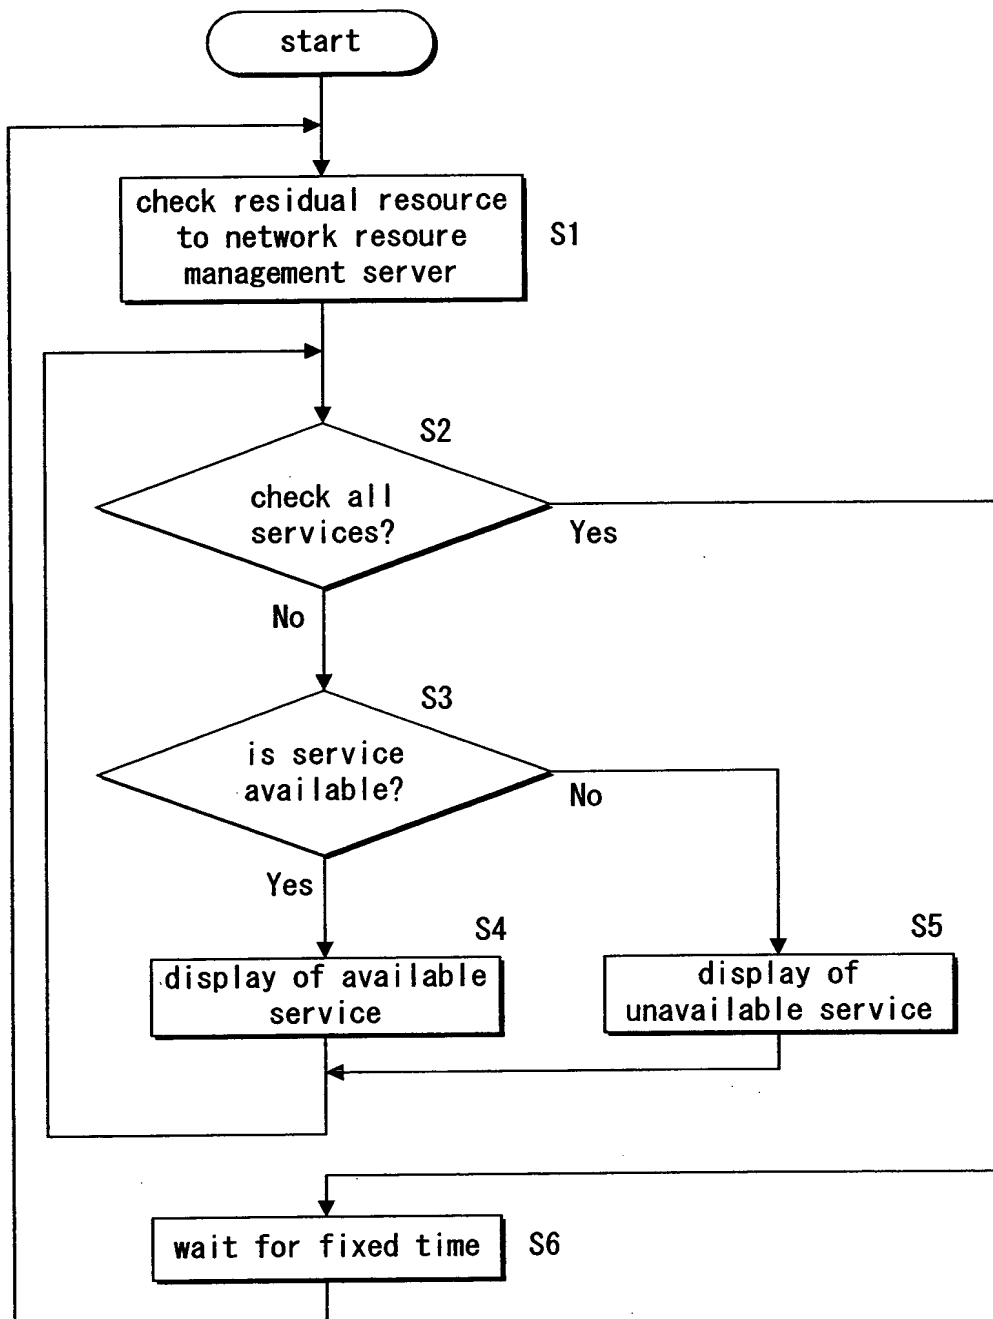 start
check residual resource
to network resoure
management server
S1
S2
check all
services?
Yes
No
S3
is service
available?
No
Yes
S4
S5
display of available
service
display of
unavailable service
wait for fixed time
S6